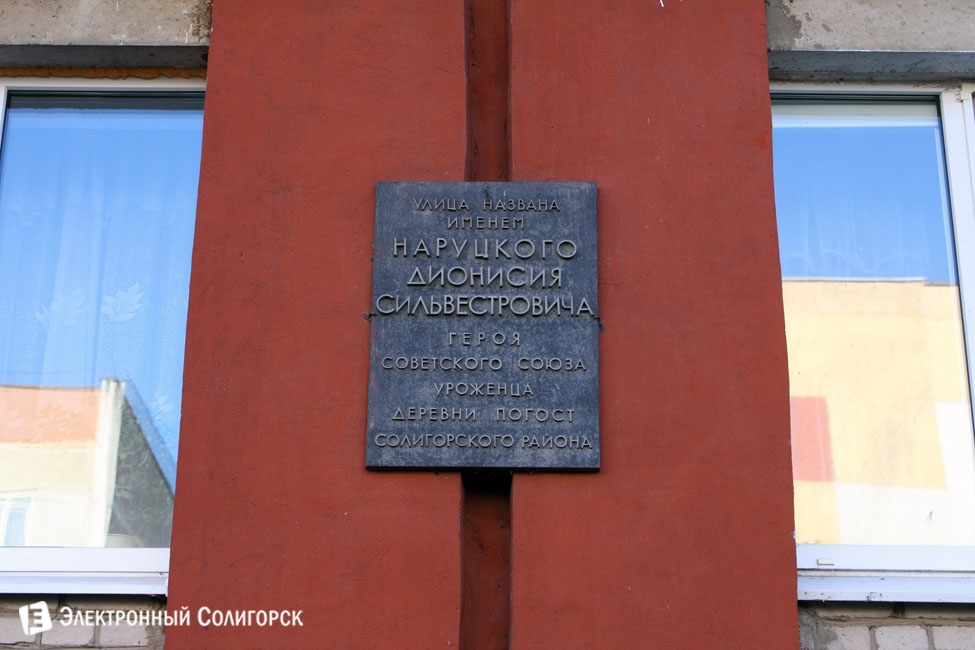 УЛИЦА НАЗВАНА
ИМЕНЕМ
НАРУЦКОГО
ДИОНИСИЯ
СИЛЬВЕСТРОВИЧА
ГЕРОЯ
СОВЕТСКОГО СОЮЗА
УРОЖЕНЦА
ДЕРЕВНИ ПОГОСТ
СОЛИГОРСКОГО РАЙОНА
Э Электронный Солигорск